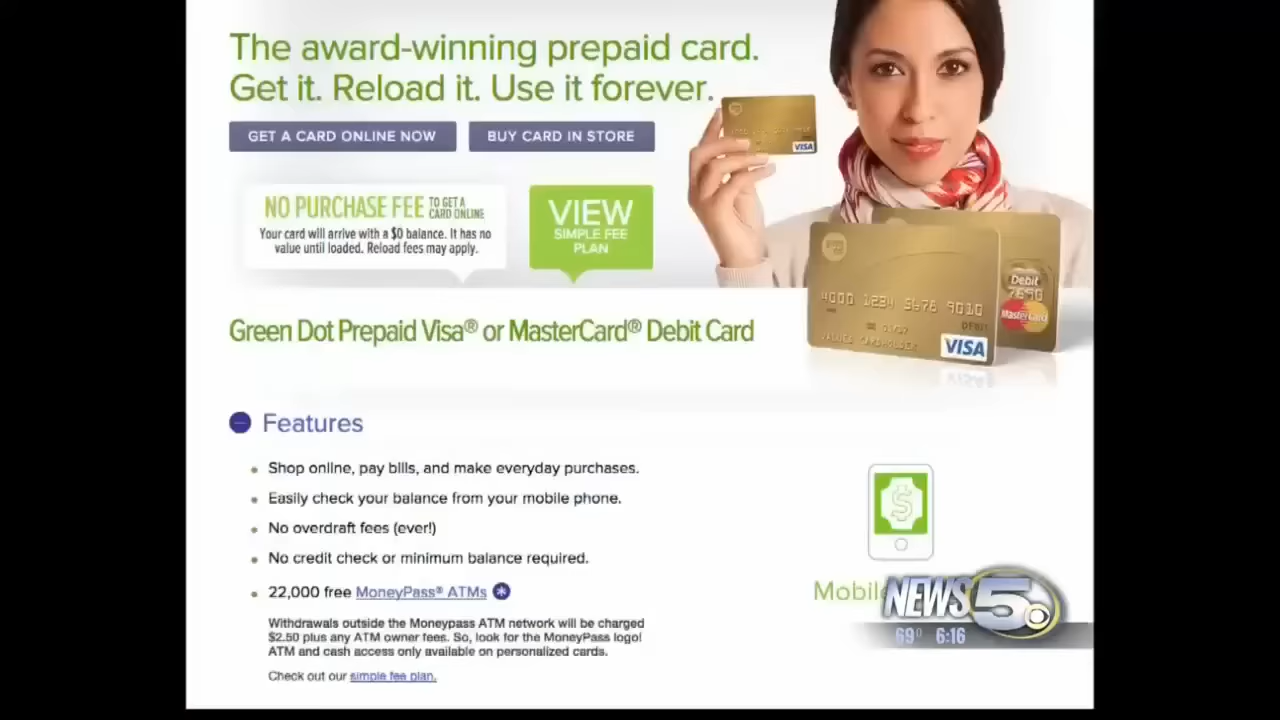 The award-winning prepaid card.
Get it. Reload it. Use it forever.
GET A CARD ONLINE NOW
BUY CARD IN STORE
VISA
NO PURCHASE FEE TO GET A CARD ONLINE
Your card will arrive with a $0 balance. It has no
value until loaded. Reload fees may apply.
VIEW
SIMPLE FEE
PLAN
Debit
7690
MasterCard
4000 1234 5678 9010
DEBIT
VISA
Green Dot Prepaid Visa® or MasterCard® Debit Card
Features
• Shop online, pay bills, and make everyday purchases.
• Easily check your balance from your mobile phone.
• No overdraft fees (ever!)
• No credit check or minimum balance required.
• 22,000 free MoneyPass® ATMs *
Withdrawals outside the Moneypass ATM network will be charged
$2.50 plus any ATM owner fees. So, look for the MoneyPass logo!
ATM and cash access only available on personalized cards.
Check out our simple fee plan.
$
Mobile
NEWS 5
69° 6:16